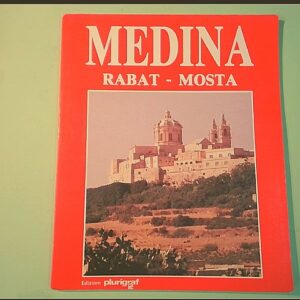 MEDINA
RABAT - MOSTA
Edizioni plurigraf